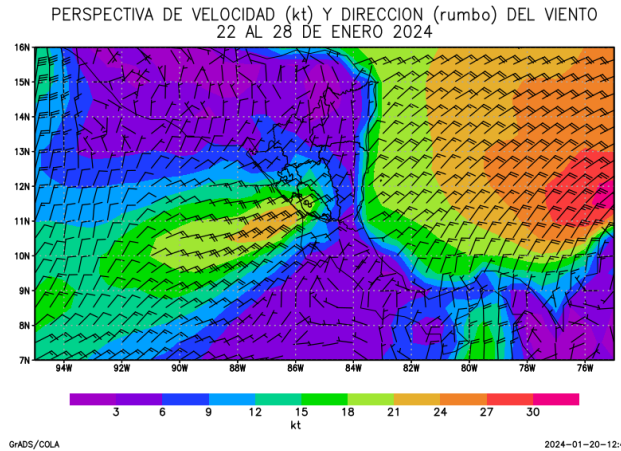 PERSPECTIVA DE VELOCIDAD (kt) Y DIRECCION (rumbo) DEL VIENTO
22 AL 28 DE ENERO 2024
16N
15N
14N
13N
12N
11N
10N
9N
8N
7N
94W 92W 90W 88W 86W 84W 82W 80W 78W 76W
3 6 9 12 15 18 21 24 27 30
kt
GrADS/COLA 2024-01-20-12: